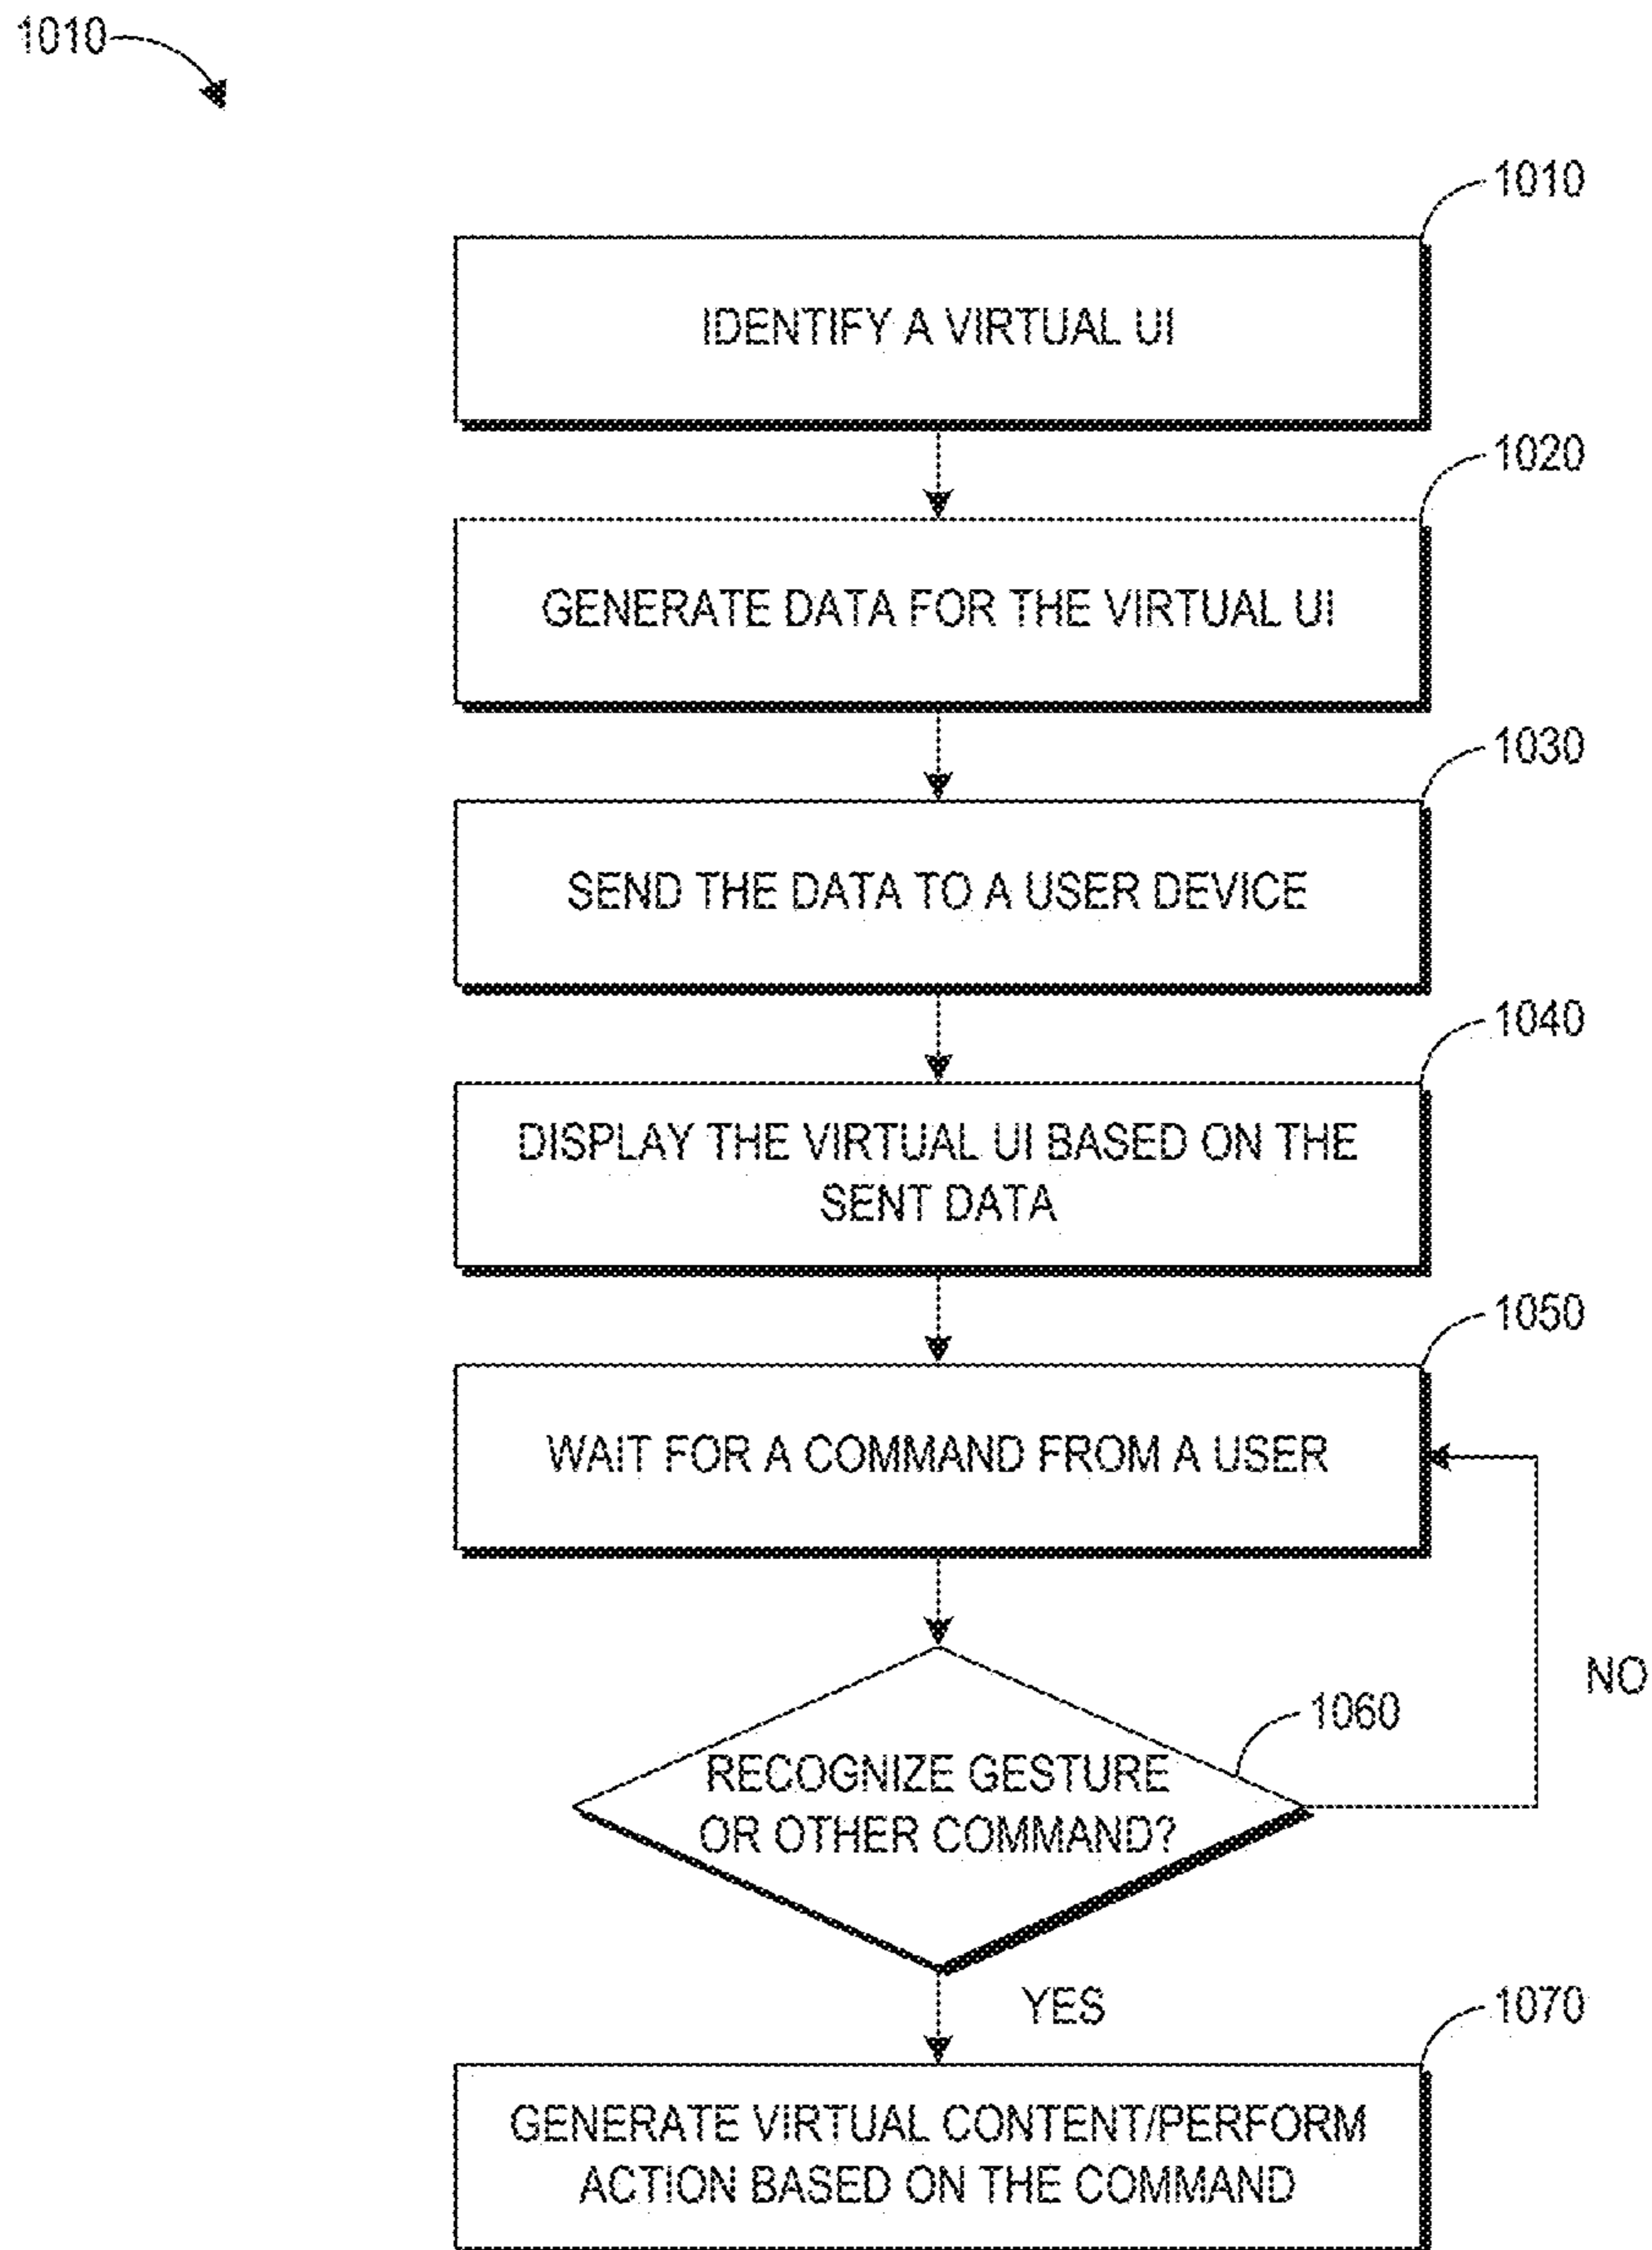 1010
1010
IDENTIFY A VIRTUAL UI
1020
GENERATE DATA FOR THE VIRTUAL UI
1030
SEND THE DATA TO A USER DEVICE
1040
DISPLAY THE VIRTUAL UI BASED ON THE
SENT DATA
1050
WAIT FOR A COMMAND FROM A USER
NO
1060
RECOGNIZE GESTURE
OR OTHER COMMAND?
YES
1070
GENERATE VIRTUAL CONTENT/PERFORM
ACTION BASED ON THE COMMAND